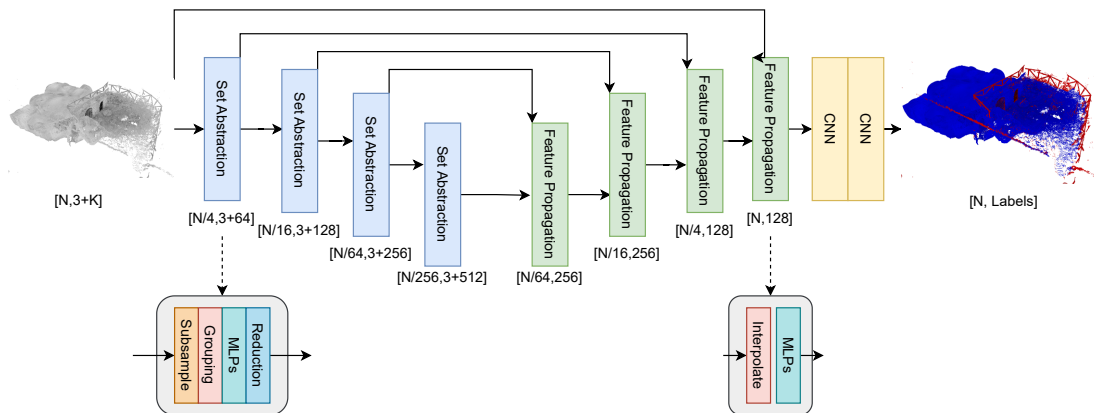 [N,3+K]
Set Abstraction
[N/4,3+64]
Set Abstraction
[N/16,3+128]
Set Abstraction
[N/64,3+256]
Set Abstraction
[N/256,3+512]
Feature Propagation
[N/64,256]
Feature Propagation
[N/16,256]
Feature Propagation
[N/4,128]
Feature Propagation
[N,128]
CNN
CNN
[N, Labels]
Subsample
Grouping
MLPs
Reduction
Interpolate
MLPs